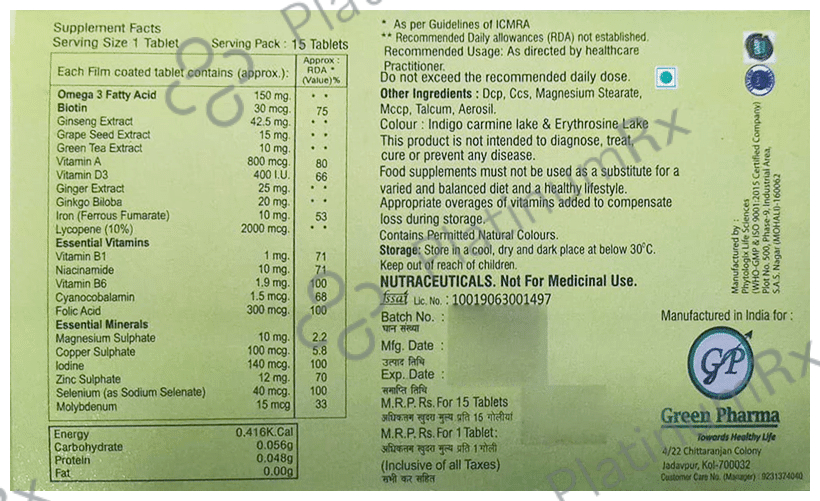 Supplement Facts
Serving Size 1 Tablet Serving Pack : 15 Tablets
Each Film coated tablet contains (approx.): Approx : RDA * (Value)%
Omega 3 Fatty Acid 150 mg. * *
Biotin 30 mcg. 75
Ginseng Extract 42.5 mg. * *
Grape Seed Extract 15 mg. * *
Green Tea Extract 10 mg. * *
Vitamin A 800 mcg. 80
Vitamin D3 400 I.U. 66
Ginger Extract 25 mg. * *
Ginkgo Biloba 20 mg. * *
Iron (Ferrous Fumarate) 10 mg. 53
Lycopene (10%) 2000 mcg. * *
Essential Vitamins
Vitamin B1 1 mg. 71
Niacinamide 10 mg. 71
Vitamin B6 1.9 mg. 100
Cyanocobalamin 1.5 mcg. 68
Folic Acid 300 mcg. 100
Essential Minerals
Magnesium Sulphate 10 mg. 2.2
Copper Sulphate 100 mcg. 5.8
Iodine 140 mcg. 100
Zinc Sulphate 12 mg. 70
Selenium (as Sodium Selenate) 40 mcg. 100
Molybdenum 15 mcg 33
Energy 0.416K.Cal
Carbohydrate 0.056g
Protein 0.048g
Fat 0.00g
* As per Guidelines of ICMRA
** Recommended Daily allowances (RDA) not established.
Recommended Usage: As directed by healthcare
Practitioner.
Do not exceed the recommended daily dose.
Other Ingredients : Dcp, Ccs, Magnesium Stearate,
Mccp, Talcum, Aerosil.
Colour : Indigo carmine lake & Erythrosine Lake
This product is not intended to diagnose, treat,
cure or prevent any disease.
Food supplements must not be used as a substitute for a
varied and balanced diet and a healthy lifestyle.
Appropriate overages of vitamins added to compensate
loss during storage.
Contains Permitted Natural Colours.
Storage: Store in a cool, dry and dark place at below 30°C.
Keep out of reach of children.
NUTRACEUTICALS. Not For Medicinal Use.
fssai Lic. No. : 10019063001497
Batch No. :
घान संख्या
Mfg. Date :
उत्पाद तिथि
Exp. Date :
समाप्ति तिथि
M.R.P. Rs. For 15 Tablets
अधिकतम खुदरा मूल्य प्रति 15 गोलीयां
M.R.P. Rs. For 1 Tablet :
अधिकतम खुदरा मूल्य प्रति 1 गोली
(Inclusive of all Taxes)
सभी कर सहित
Manufactured by :
Phytologix Life Sciences
(WHO-GMP & ISO 9001:2015 Certified Company)
Plot No. 500, Phase-9, Industrial Area,
S.A.S. Nagar (MOHALI)-160062
Manufactured in India for :
GP
Green Pharma
Towards Healthy Life
4/22 Chittaranjan Colony
Jadavpur, Kol-700032
Customer Care No. (Manager) : 9231374040
PlatinumRx
PlatinumRx
PlatinumRx